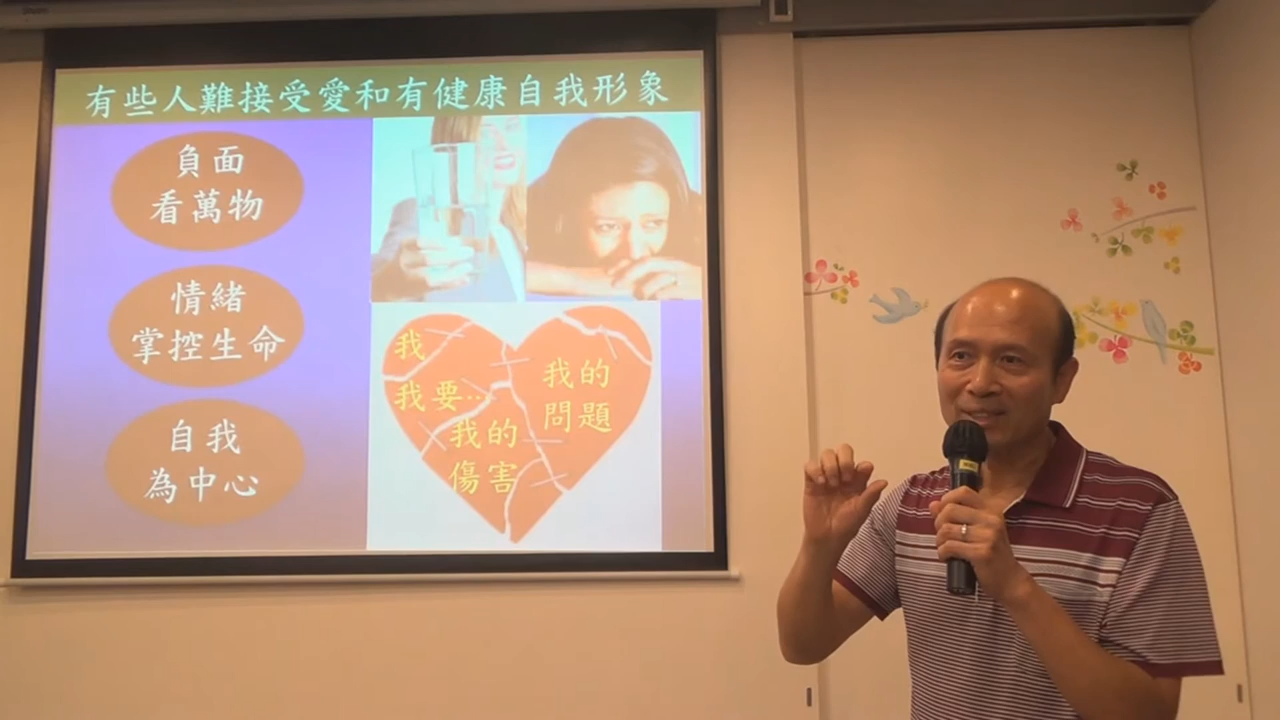 有些人難接受愛和有健康自我形象
負面
看萬物
情緒
掌控生命
自我
為中心
我
我要…
我的
傷害
我的
問題